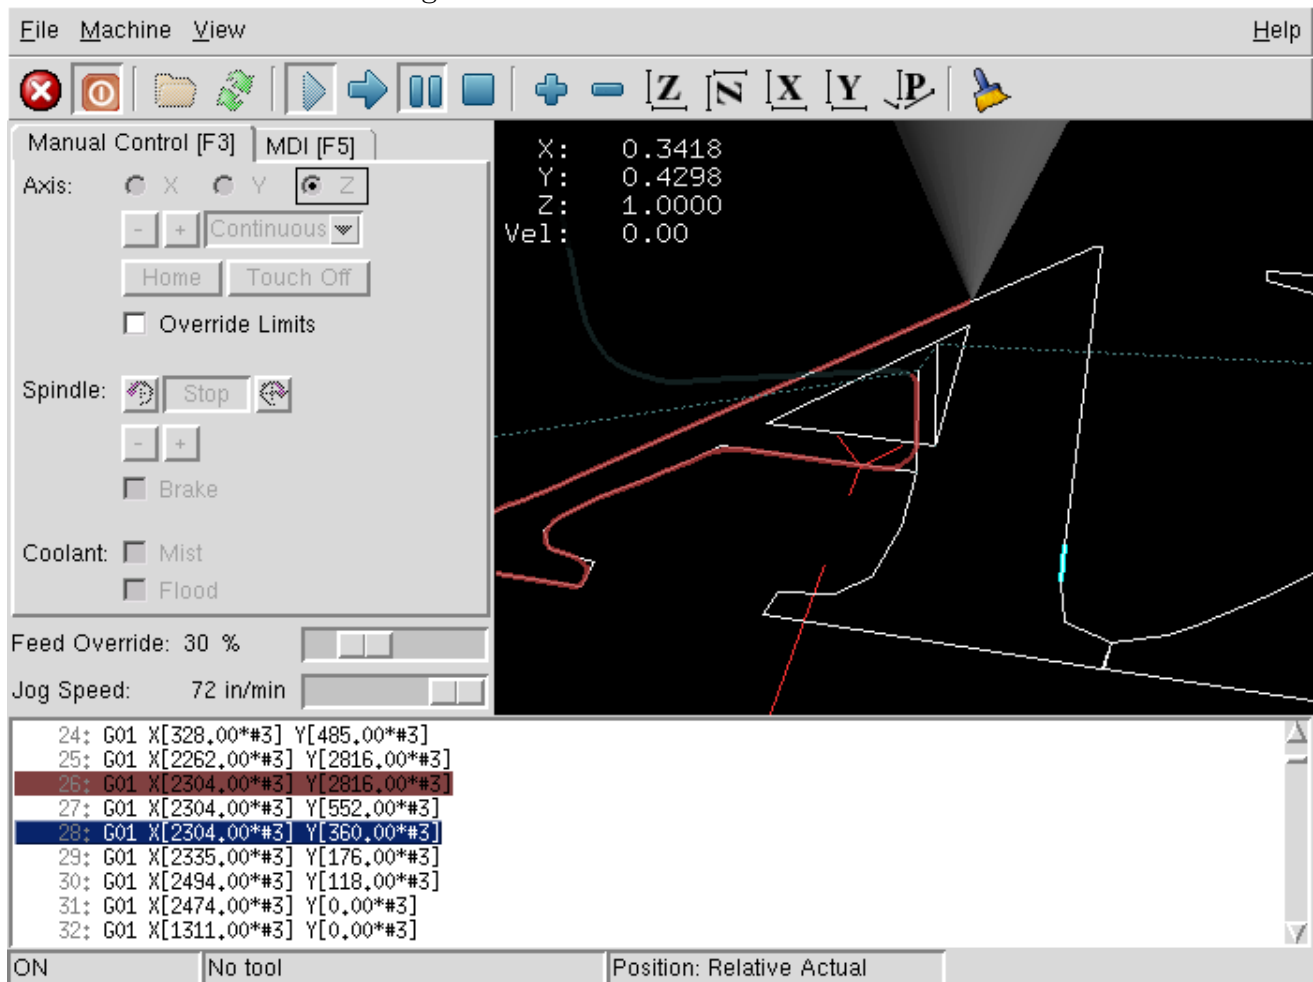 File Machine View Help
Z N X Y P
Manual Control [F3] MDI [F5]
X: 0.3418
Y: 0.4298
Z: 1.0000
Vel: 0.00
Axis: X Y Z
- + Continuous
Home Touch Off
Override Limits
Spindle: Stop
- +
Brake
Coolant: Mist
Flood
Feed Override: 30 %
Jog Speed: 72 in/min
24: G01 X[328.00*#3] Y[485.00*#3]
25: G01 X[2262.00*#3] Y[2816.00*#3]
26: G01 X[2304.00*#3] Y[2816.00*#3]
27: G01 X[2304.00*#3] Y[552.00*#3]
28: G01 X[2304.00*#3] Y[360.00*#3]
29: G01 X[2335.00*#3] Y[176.00*#3]
30: G01 X[2494.00*#3] Y[118.00*#3]
31: G01 X[2474.00*#3] Y[0.00*#3]
32: G01 X[1311.00*#3] Y[0.00*#3]
ON No tool Position: Relative Actual